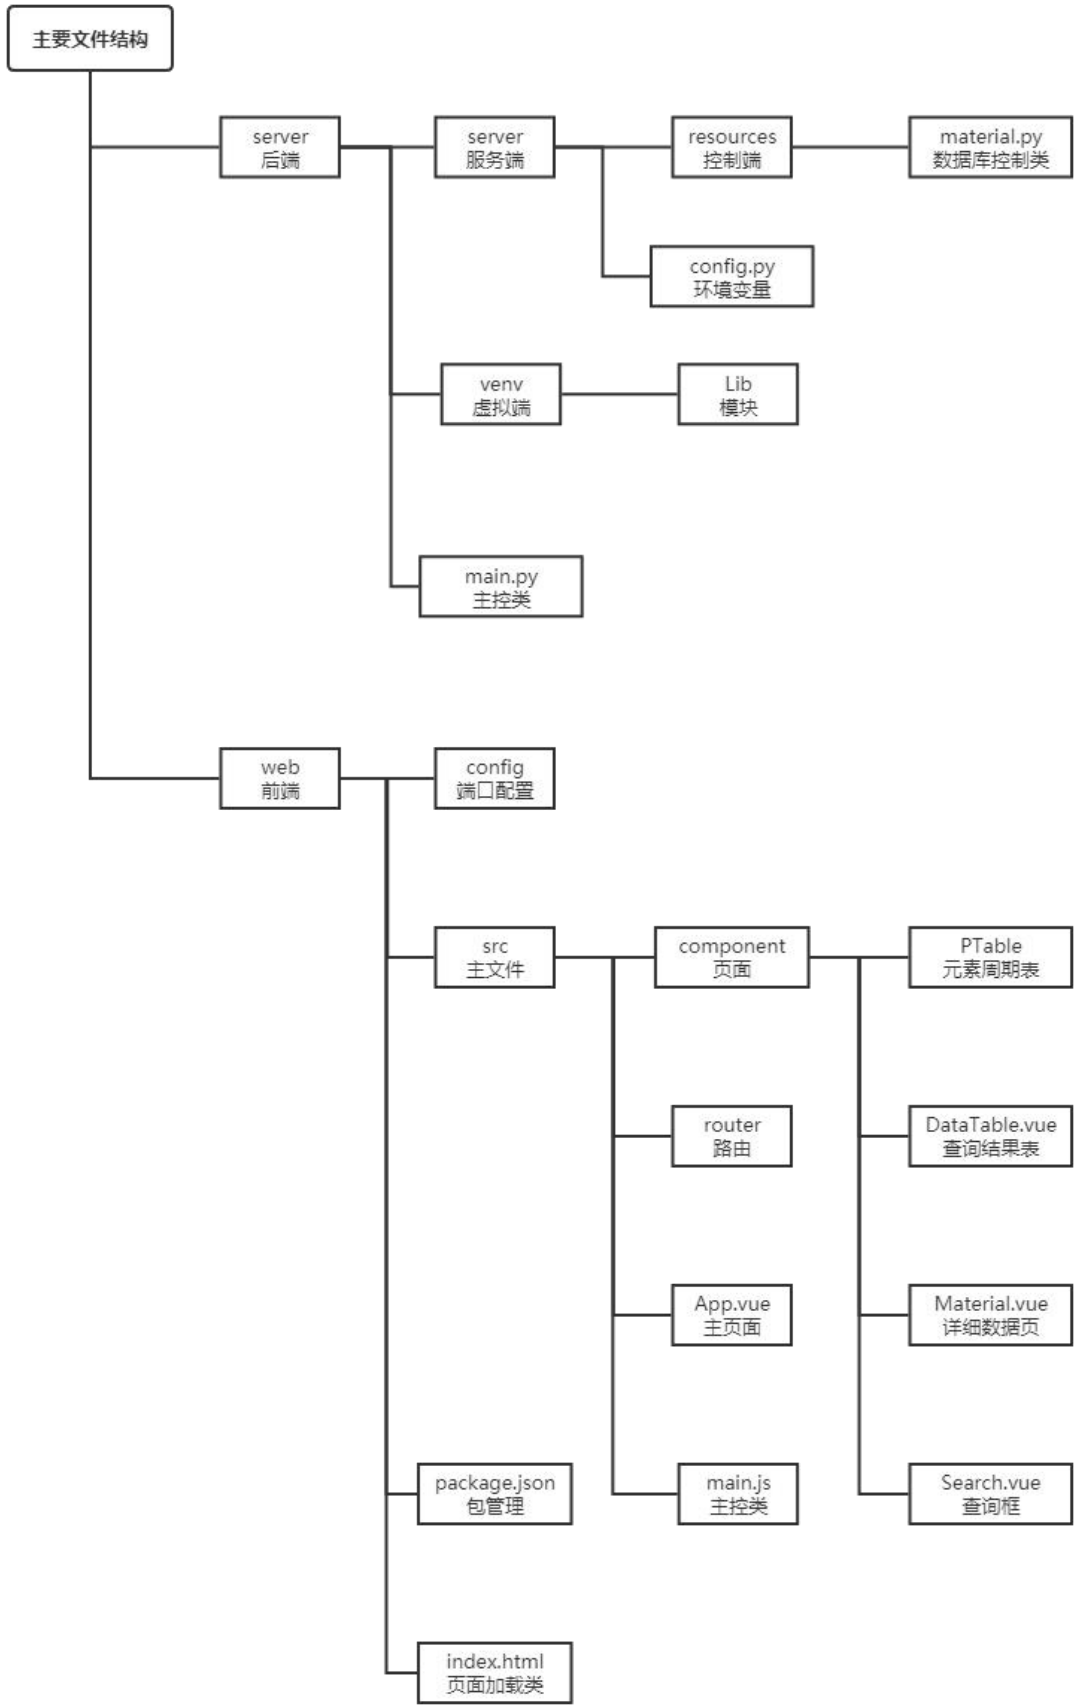 主要文件结构
server
后端
server
服务端
resources
控制端
material.py
数据库控制类
config.py
环境变量
venv
虚拟端
Lib
模块
main.py
主控类
web
前端
config
端口配置
src
主文件
component
页面
PTable
元素周期表
router
路由
DataTable.vue
查询结果表
App.vue
主页面
Material.vue
详细数据页
package.json
包管理
main.js
主控类
Search.vue
查询框
index.html
页面加载类